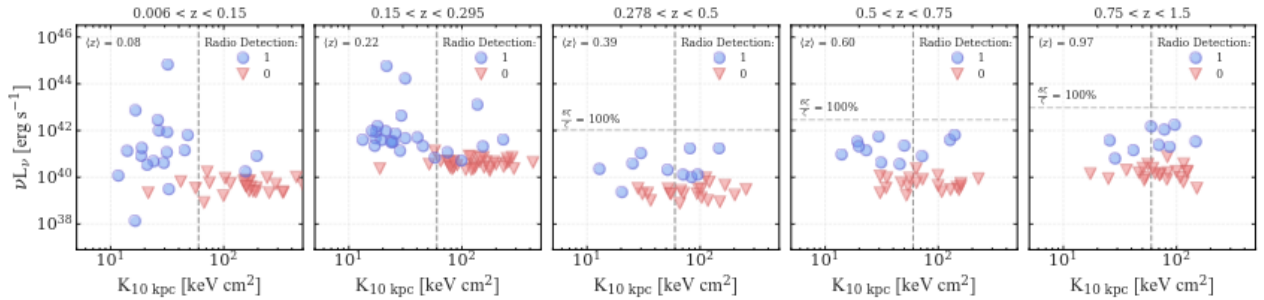 0.006 < z < 0.15
0.15 < z < 0.295
0.278 < z < 0.5
0.5 < z < 0.75
0.75 < z < 1.5
νL_ν [erg s⁻¹]
10⁴⁶
10⁴⁴
10⁴²
10⁴⁰
10³⁸
⟨z⟩ = 0.08
Radio Detection:
1
0
⟨z⟩ = 0.22
Radio Detection:
1
0
⟨z⟩ = 0.39
Radio Detection:
1
0
= 100%
⟨z⟩ = 0.60
Radio Detection:
1
0
= 100%
⟨z⟩ = 0.97
Radio Detection:
1
0
= 100%
10¹ 10²
10¹ 10²
10¹ 10²
10¹ 10²
10¹ 10²
K₁₀ ₖₚc [keV cm²]
K₁₀ ₖₚc [keV cm²]
K₁₀ ₖₚc [keV cm²]
K₁₀ ₖₚc [keV cm²]
K₁₀ ₖₚc [keV cm²]